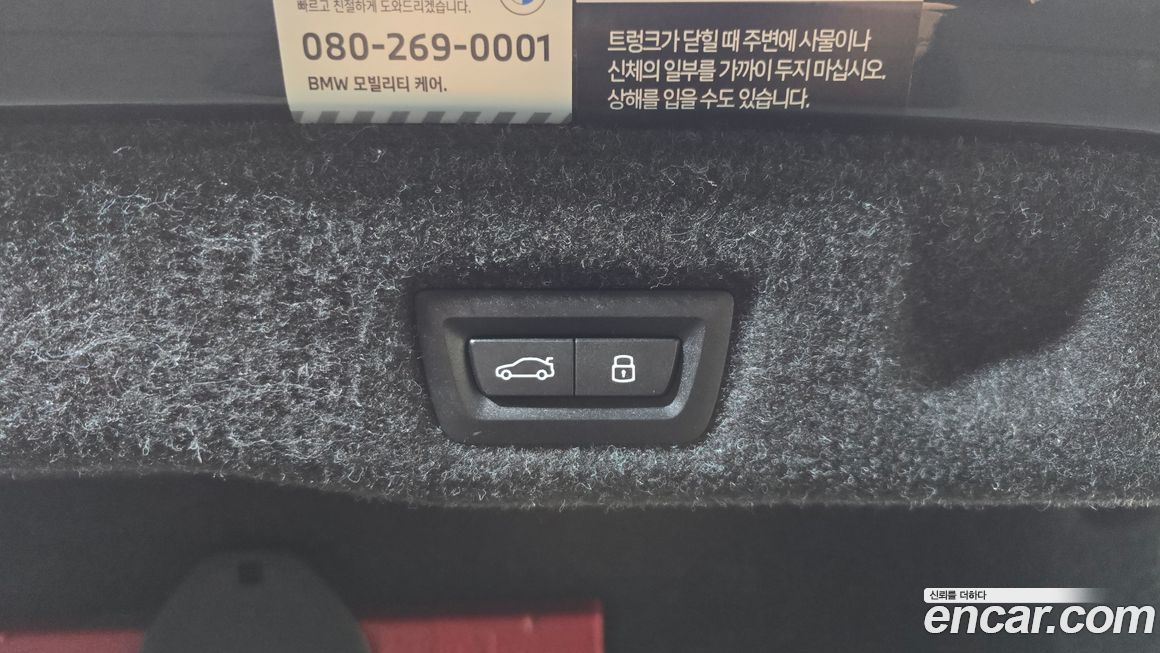 빠르고 친절하게 도와드리겠습니다.
080-269-0001
BMW 모빌리티 케어.
트렁크가 닫힐 때 주변에 사물이나
신체의 일부를 가까이 두지 마십시오.
상해를 입을 수도 있습니다.
신뢰를 더하다
encar.com